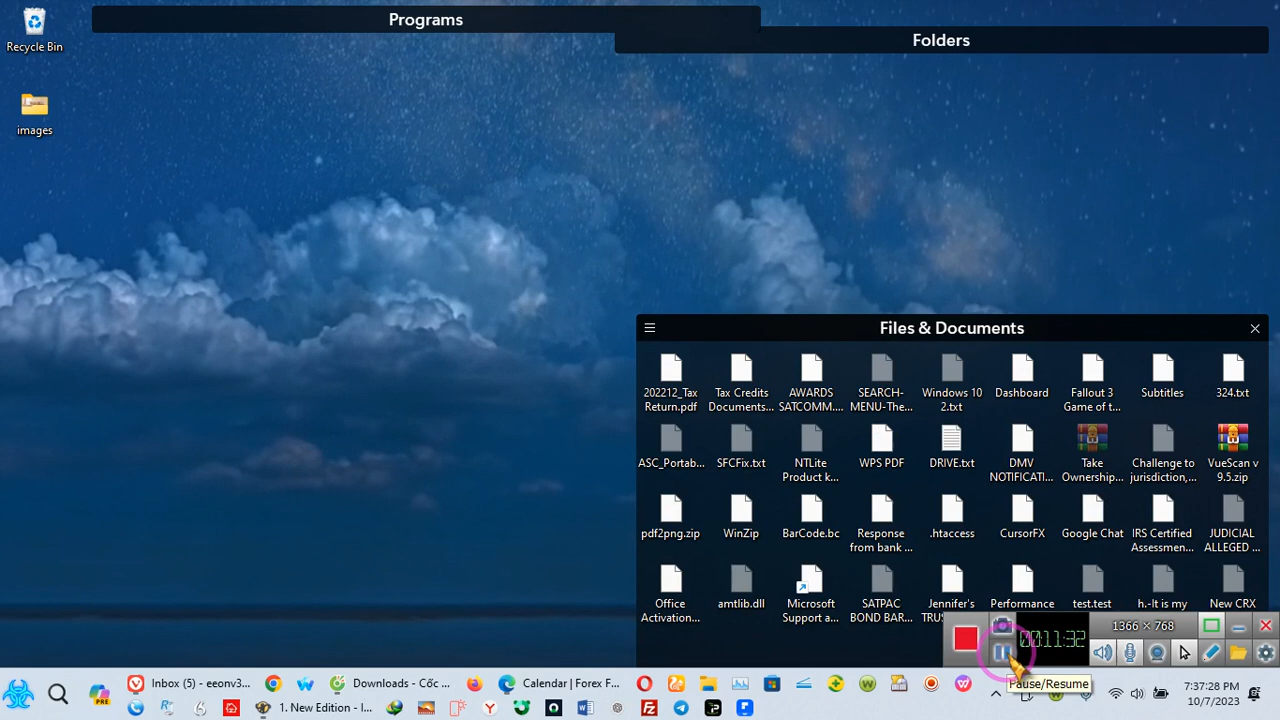 Programs
Folders
Recycle Bin
images
Files & Documents
202212_Tax Return.pdf
Tax Credits Documents...
AWARDS SATCOMM....
SEARCH-MENU-The...
Windows 10 2.txt
Dashboard
Fallout 3 Game of t...
Subtitles
324.txt
ASC_Portab...
SFCFix.txt
NTLite Product k...
WPS PDF
DRIVE.txt
DMV NOTIFICATI...
Take Ownership...
Challenge to jurisdiction,...
VueScan v 9.5.zip
pdf2png.zip
WinZip
BarCode.bc
Response from bank ...
.htaccess
CursorFX
Google Chat
IRS Certified Assessmen...
JUDICIAL ALLEGED ...
Office Activation...
amtlib.dll
Microsoft Support a...
SATPAC BOND BAR...
Jennifer's TRUS
Performance
test.test
h.-It is my
New CRX
00:11:32
1366 × 768
Pause/Resume
PRE
Inbox (5) - eeonv3...
Downloads - Cốc ...
Calendar | Forex F...
7:37:28 PM
1. New Edition - I...
10/7/2023